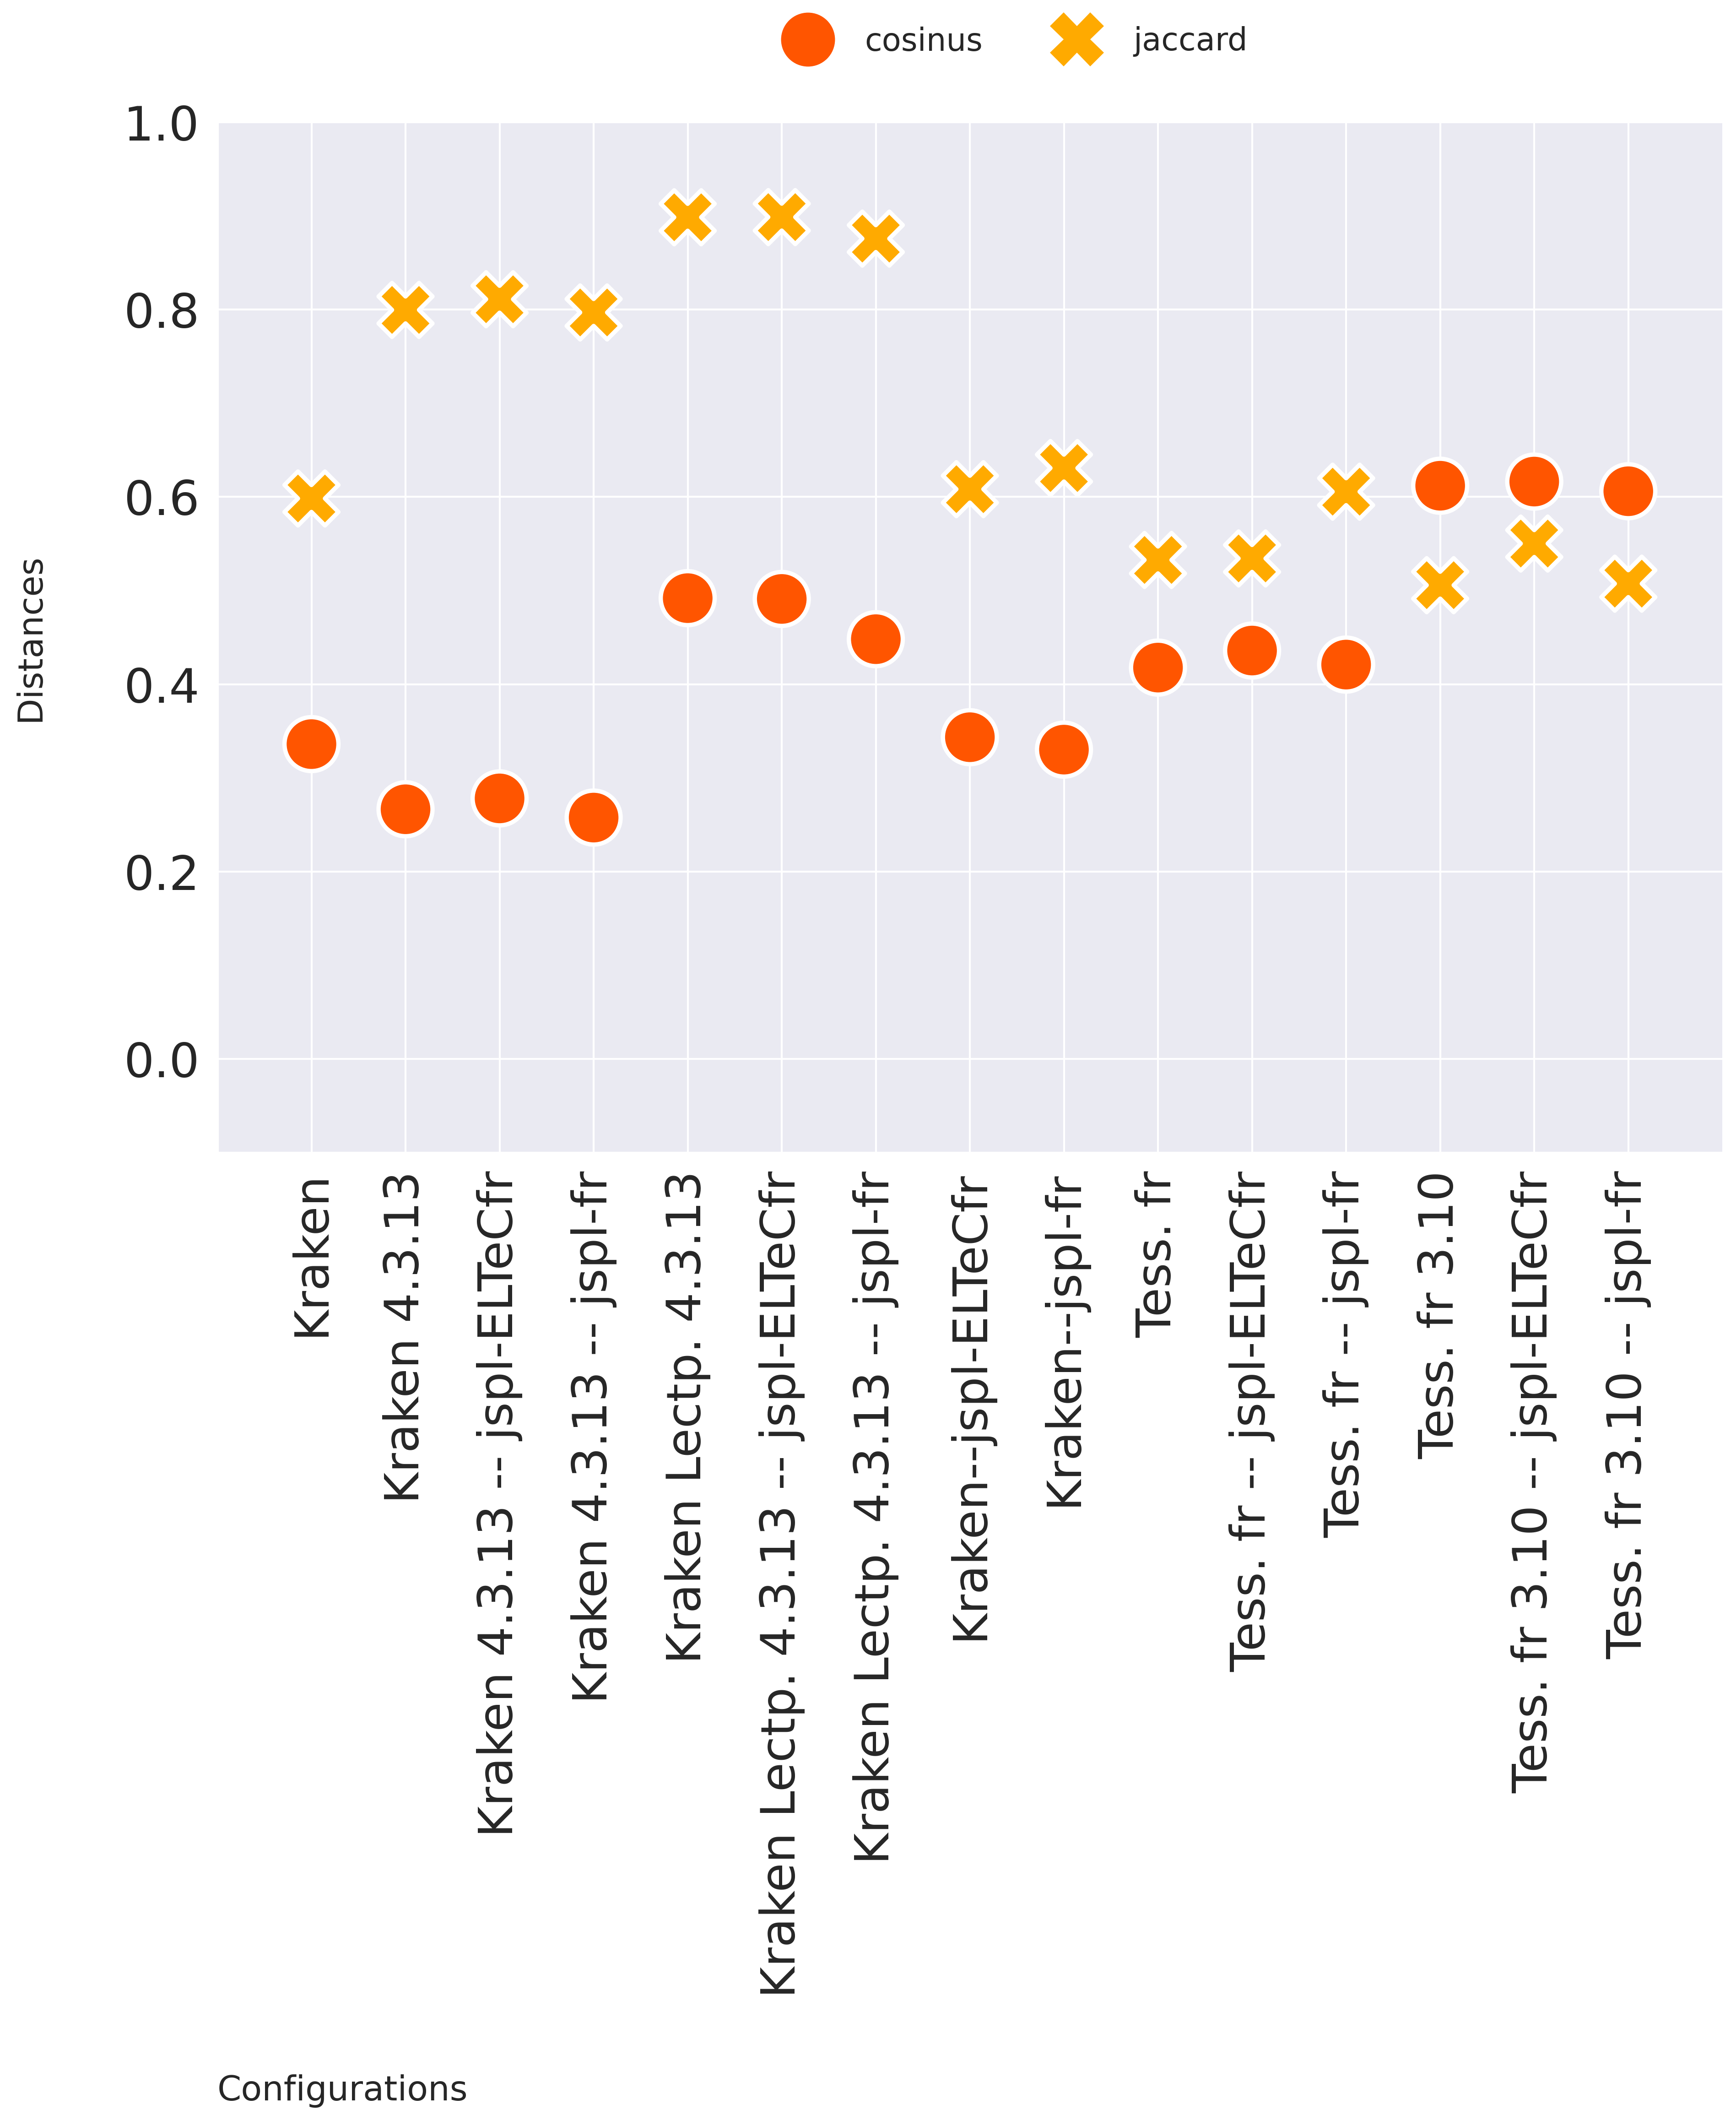 cosinus jaccard
1.0
0.8
0.6
0.4
0.2
0.0
Distances
Kraken
Kraken 4.3.13
Kraken 4.3.13 -- jspl-ELTeCfr
Kraken 4.3.13 -- jspl-fr
Kraken Lectp. 4.3.13
Kraken Lectp. 4.3.13 -- jspl-ELTeCfr
Kraken Lectp. 4.3.13 -- jspl-fr
Kraken--jspl-ELTeCfr
Kraken--jspl-fr
Tess. fr
Tess. fr -- jspl-ELTeCfr
Tess. fr -- jspl-fr
Tess. fr 3.10
Tess. fr 3.10 -- jspl-ELTeCfr
Tess. fr 3.10 -- jspl-fr
Configurations